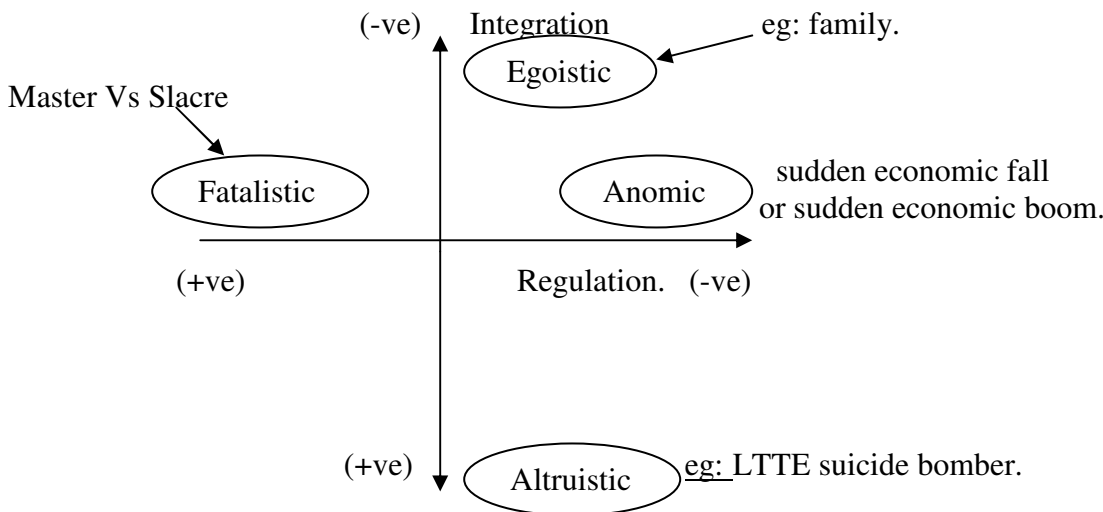 (-ve) Integration eg: family.
Egoistic
Master Vs Slacre
Fatalistic Anomic sudden economic fall
or sudden economic boom.
(+ve) Regulation. (-ve)
(+ve) Altruistic eg: LTTE suicide bomber.